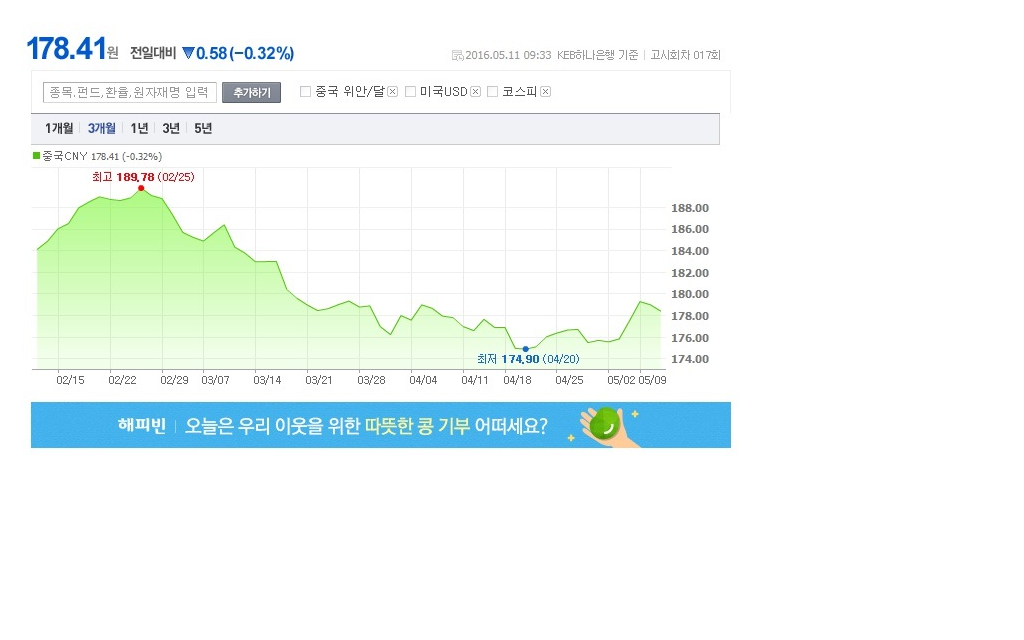 178.41원 전일대비 ▼0.58 (−0.32%)
2016.05.11 09:33 KEB하나은행 기준 | 고시회차 017회
종목,펀드,환율,원자재명 입력 추가하기 중국 위안/달 미국USD 코스피
1개월 3개월 1년 3년 5년
중국CNY 178.41 (-0.32%)
최고 189.78 (02/25)
188.00
186.00
184.00
182.00
180.00
178.00
176.00
174.00
최저 174.90 (04/20)
02/15 02/22 02/29 03/07 03/14 03/21 03/28 04/04 04/11 04/18 04/25 05/02 05/09
해피빈 | 오늘은 우리 이웃을 위한 따뜻한 콩 기부 어떠세요?